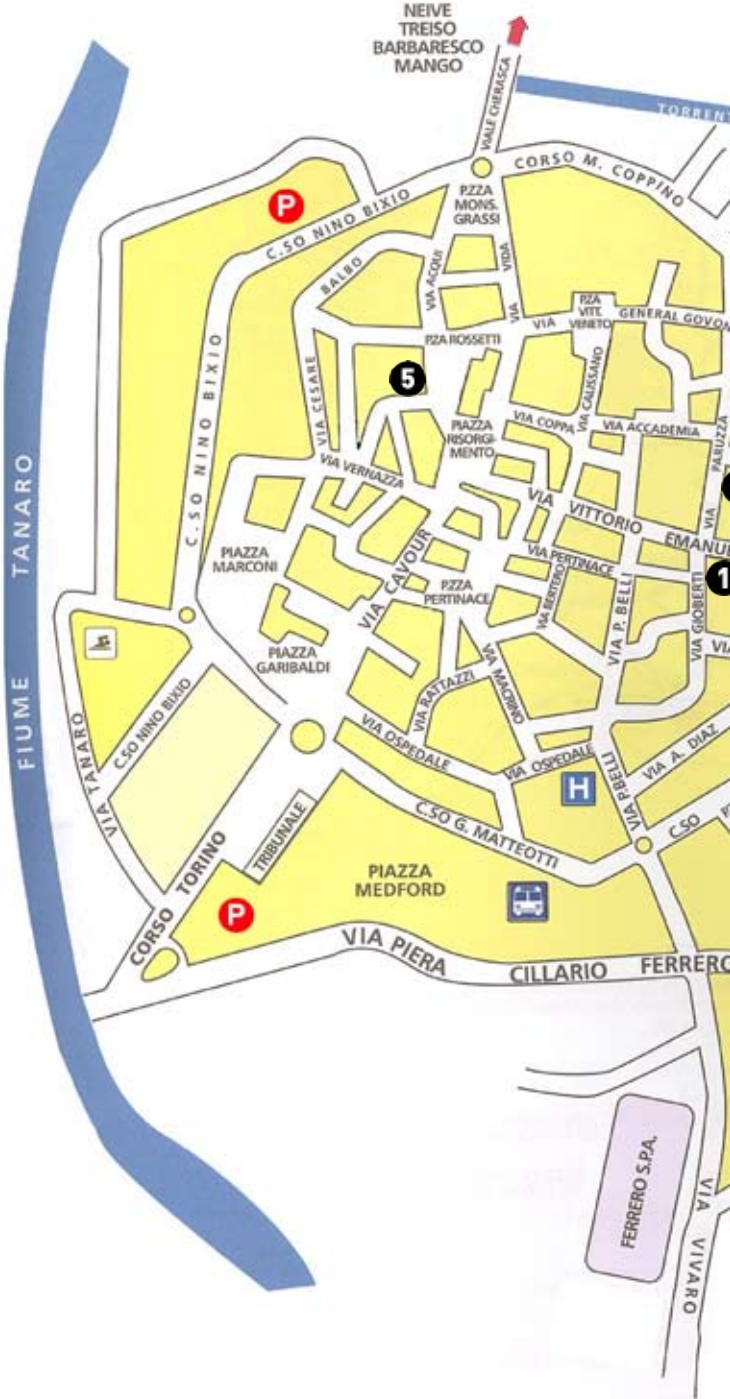 NEIVE
TREISO
BARBARESCO
MANGO
VIALE CHERASCA
CORSO M. COPPINO
P
P.ZZA
MONS.
GRASSI
C.SO NINO BIXIO
BALBO
VIA ACQUI
VIDA
VIA
P.ZA
VITT.
VENETO
VIA
P.ZA ROSSETTI
5
VIA CESARE
C.SO NINO BIXIO
VIA CALISSANO
VIA COPPA
VIA ACCADEMIA
PIAZZA
RISORGI-
MENTO
VIA PARUZZA
VIA VERNAZZA
VIA VITTORIO
FIUME TANARO
PIAZZA
MARCONI
VIA CAVOUR
VIA PERTINACE
1
P.ZZA
PERTINACE
VIA BERTERO
VIA P. BELLI
VIA GIOBERTI
VIA
PIAZZA
GARIBALDI
VIA MACRINO
VIA RATTAZZI
C.SO NINO BIXIO
VIA TANARO
VIA OSPEDALE
VIA OSPEDALE
H
VIA P.BELLI
VIA A. DIAZ
C.SO G. MATTEOTTI
C.SO
TRIBUNALE
CORSO TORINO
PIAZZA
MEDFORD
P
VIA PIERA CILLARIO FERRERO
FERRERO S.P.A.
VIA VIVARO